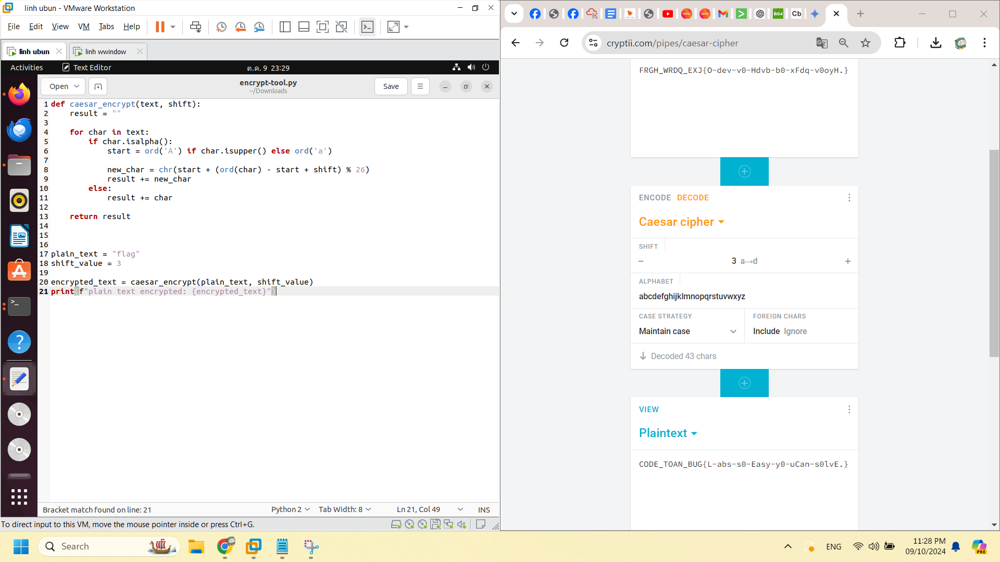 linh ubun - VMware Workstation
File Edit View VM Tabs Help
linh ubun
linh wwindow
Activities
Text Editor
ต.ค. 9 23:29
Open
encrypt-tool.py
~/Downloads
Save
1 def caesar_encrypt(text, shift):
2 result = ""
3
4 for char in text:
5 if char.isalpha():
6 start = ord('A') if char.isupper() else ord('a')
7
8 new_char = chr(start + (ord(char) - start + shift) % 26)
9 result += new_char
10 else:
11 result += char
12
13 return result
14
15
16
17 plain_text = "flag"
18 shift_value = 3
19
20 encrypted_text = caesar_encrypt(plain_text, shift_value)
21 print(f"plain text encrypted: {encrypted_text}")
Bracket match found on line: 21
Python 2
Tab Width: 8
Ln 21, Col 49
INS
To direct input to this VM, move the mouse pointer inside or press Ctrl+G.
B64
Cb
cryptii.com/pipes/caesar-cipher
FRGH_WRDQ_EXJ{O-dev-v0-Hdvb-b0-xFdq-v0oyH.}
ENCODE DECODE
Caesar cipher
SHIFT
− 3 a→d +
ALPHABET
abcdefghijklmnopqrstuvwxyz
CASE STRATEGY
Maintain case
FOREIGN CHARS
Include Ignore
Decoded 43 chars
VIEW
Plaintext
CODE_TOAN_BUG{L-abs-s0-Easy-y0-uCan-s0lvE.}
Search
ENG
11:28 PM
09/10/2024
PRE